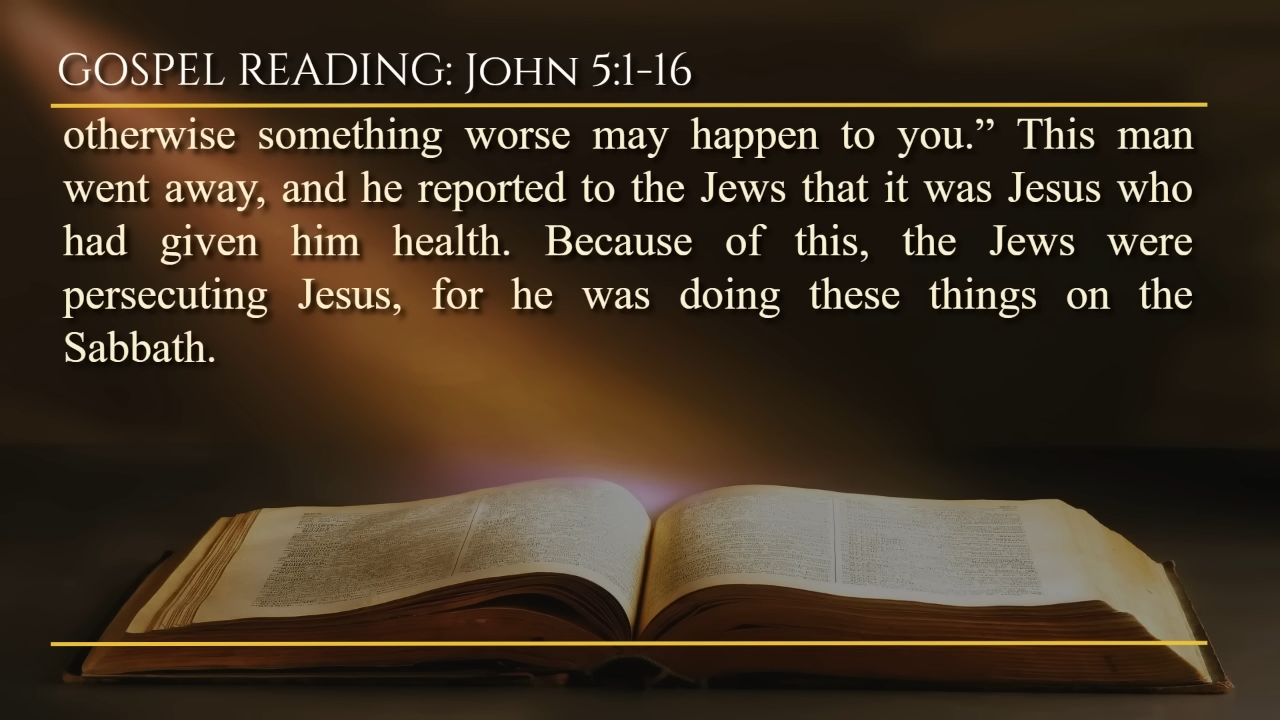 GOSPEL READING: JOHN 5:1-16
otherwise something worse may happen to you.” This man
went away, and he reported to the Jews that it was Jesus who
had given him health. Because of this, the Jews were
persecuting Jesus, for he was doing these things on the
Sabbath.